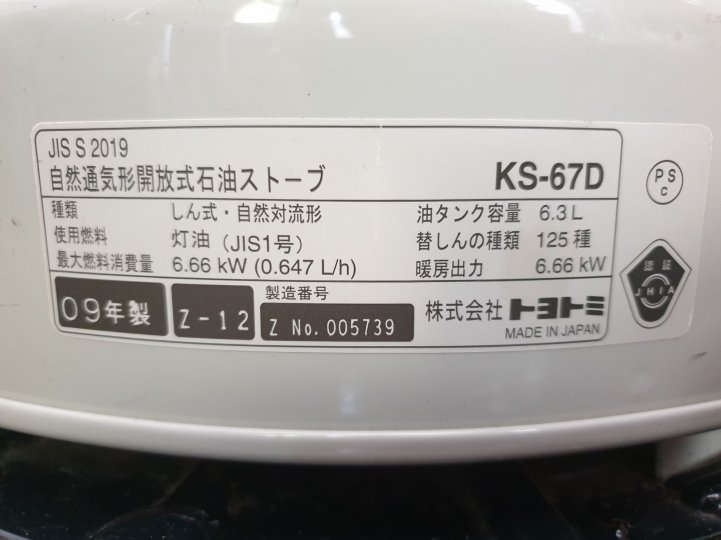 JIS S 2019
自然通気形開放式石油ストーブ KS-67D
種類 しん式・自然対流形 油タンク容量 6.3 L
使用燃料 灯油 (JIS1号) 替しんの種類 125 種
最大燃料消費量 6.66 kW (0.647 L/h) 暖房出力 6.66 kW
09年製 Z-12 製造番号 Z No. 005739
株式会社 トヨトミ
MADE IN JAPAN
PS C
認証
JHIA